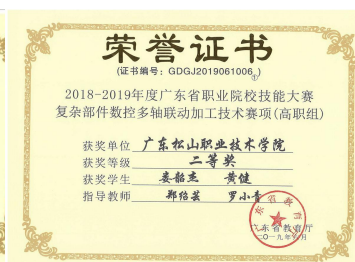 荣誉证书
(证书编号：GDGJ2019061006)
2018-2019年度广东省职业院校技能大赛
复杂部件数控多轴联动加工技术赛项(高职组)
获奖单位 广东松山职业技术学院
获奖等级 二等奖
获奖学生 娄韶杰 黄健
指导教师 郑绍芸 罗小青
广东省教育厅
二〇一九年 月